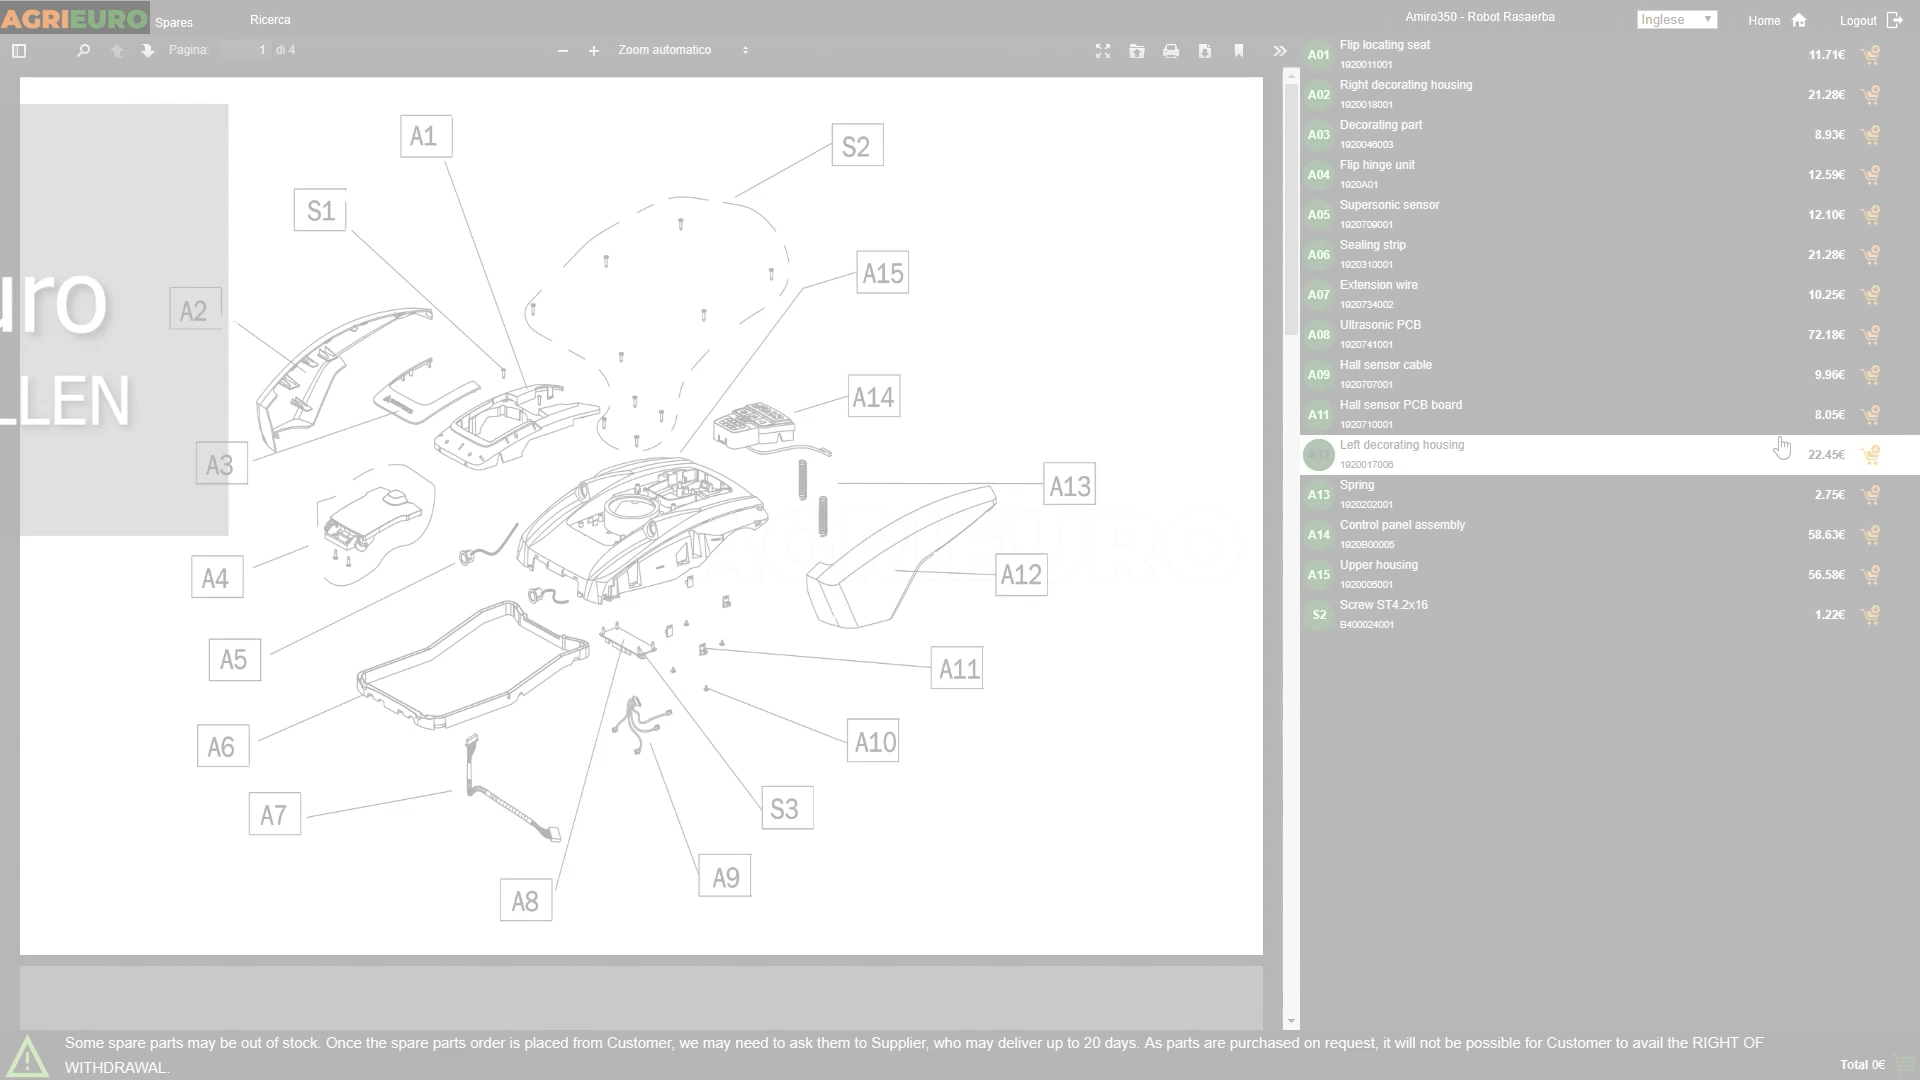 AGRIEURO Spares
Ricerca
Amiro350 - Robot Rasaerba
Inglese
Home
Logout
Pagina: 1 di 4
Zoom automatico
uro
LLEN
A1
S1
S2
A2
A15
A14
A3
A13
A4
A12
A5
A11
A6
A10
A7
S3
A9
A8
AGRIEURO
A01 Flip locating seat 11.71€
1920011001
A02 Right decorating housing 21.28€
1920018001
A03 Decorating part 8.93€
1920046003
A04 Flip hinge unit 12.59€
1920A01
A05 Supersonic sensor 12.10€
1920709001
A06 Sealing strip 21.28€
1920310001
A07 Extension wire 10.25€
1920734002
A08 Ultrasonic PCB 72.18€
1920741001
A09 Hall sensor cable 9.96€
1920707001
A11 Hall sensor PCB board 8.05€
1920710001
A12 Left decorating housing 22.45€
1920017006
A13 Spring 2.75€
1920202001
A14 Control panel assembly 58.63€
1920B00005
A15 Upper housing 56.58€
1920005001
S2 Screw ST4.2x16 1.22€
B400024001
Some spare parts may be out of stock. Once the spare parts order is placed from Customer, we may need to ask them to Supplier, who may deliver up to 20 days. As parts are purchased on request, it will not be possible for Customer to avail the RIGHT OF
WITHDRAWAL.
Total 0€